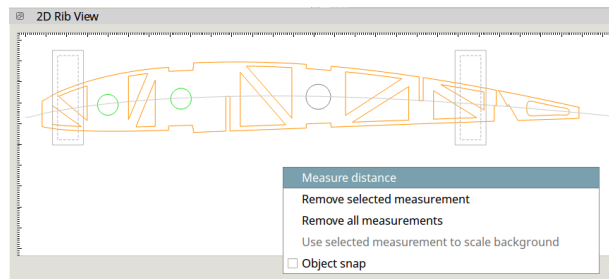 2D Rib View
Measure distance
Remove selected measurement
Remove all measurements
Use selected measurement to scale background
Object snap